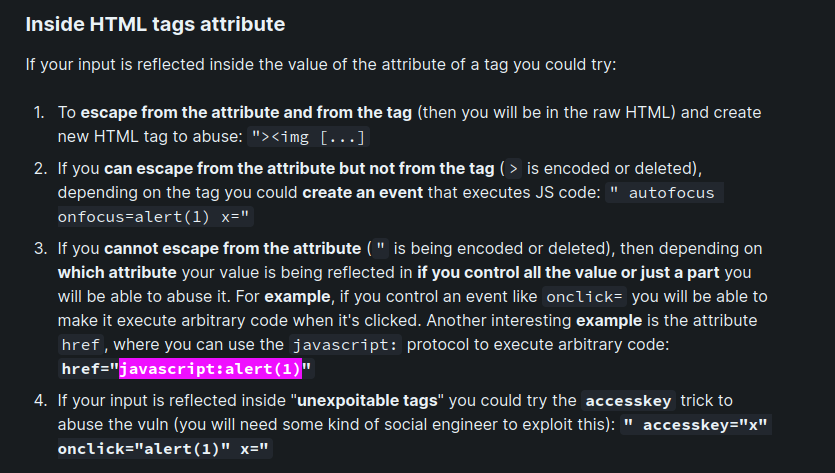 Inside HTML tags attribute
If your input is reflected inside the value of the attribute of a tag you could try:
1. To escape from the attribute and from the tag (then you will be in the raw HTML) and create
new HTML tag to abuse: "><img [...]
2. If you can escape from the attribute but not from the tag ( > is encoded or deleted),
depending on the tag you could create an event that executes JS code: " autofocus
onfocus=alert(1) x="
3. If you cannot escape from the attribute ( " is being encoded or deleted), then depending on
which attribute your value is being reflected in if you control all the value or just a part you
will be able to abuse it. For example, if you control an event like onclick= you will be able to
make it execute arbitrary code when it's clicked. Another interesting example is the attribute
href , where you can use the javascript: protocol to execute arbitrary code:
href="javascript:alert(1)"
4. If your input is reflected inside "unexpoitable tags" you could try the accesskey trick to
abuse the vuln (you will need some kind of social engineer to exploit this): " accesskey="x"
onclick="alert(1)" x="